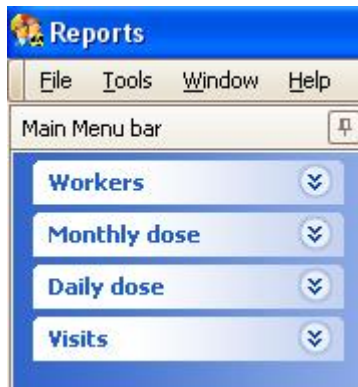 Reports
File Tools Window Help
Main Menu bar
Workers
Monthly dose
Daily dose
Visits